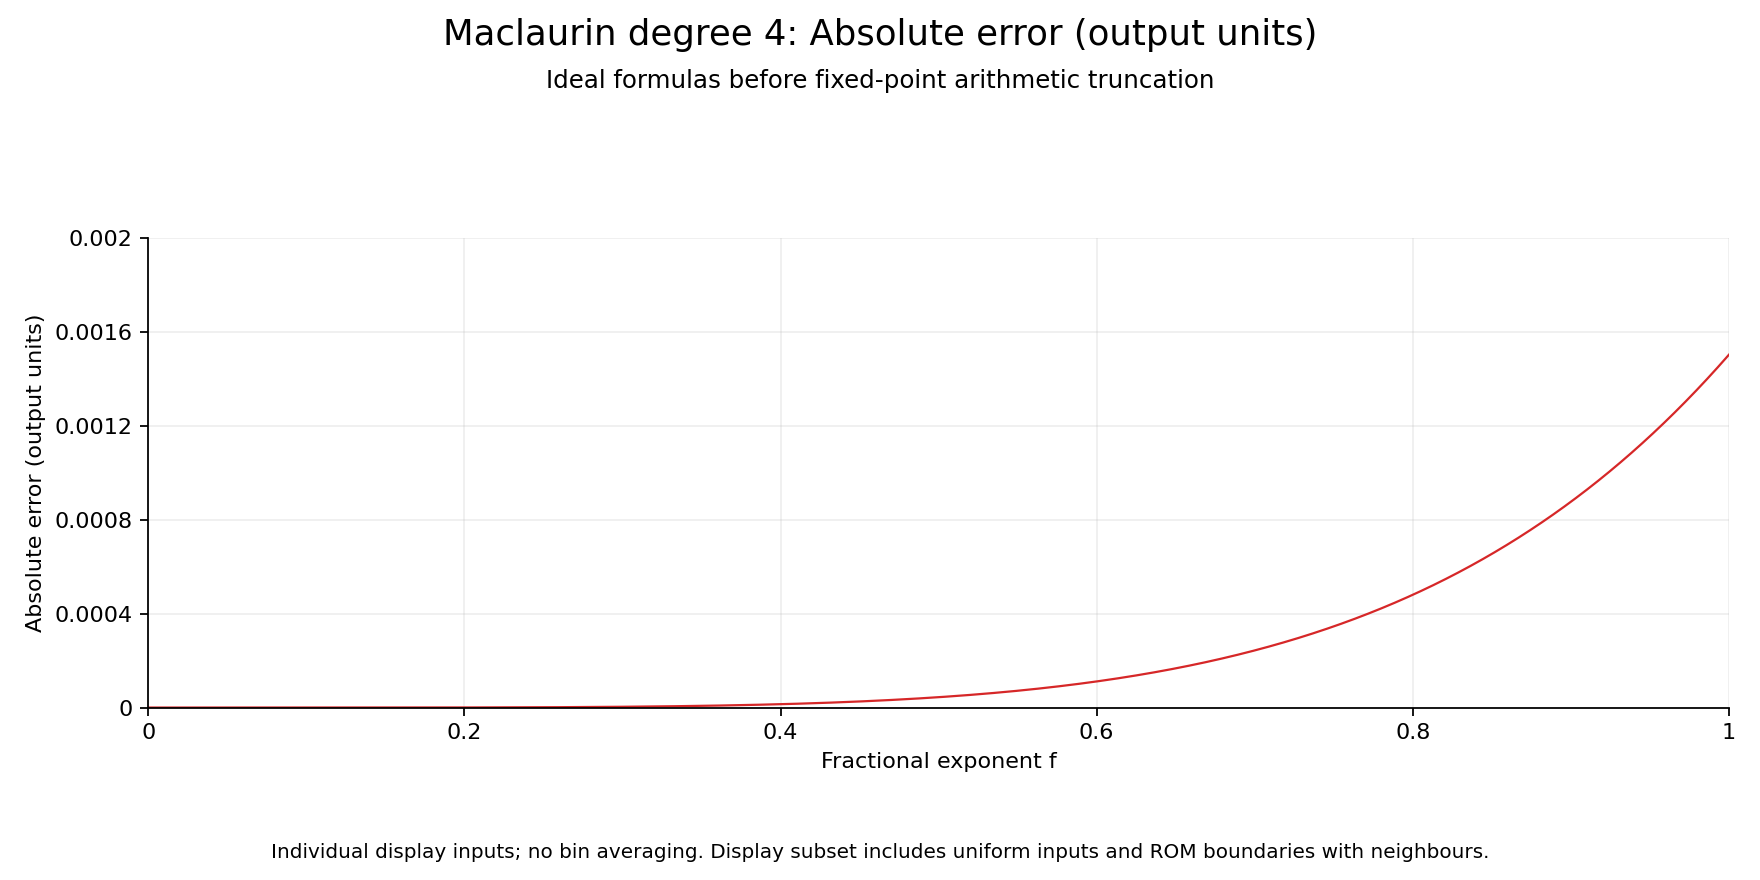 Maclaurin degree 4: Absolute error (output units)
Ideal formulas before fixed-point arithmetic truncation
0.002
0.0016
0.0012
0.0008
0.0004
0
Absolute error (output units)
0 0.2 0.4 0.6 0.8 1
Fractional exponent f
Individual display inputs; no bin averaging. Display subset includes uniform inputs and ROM boundaries with neighbours.